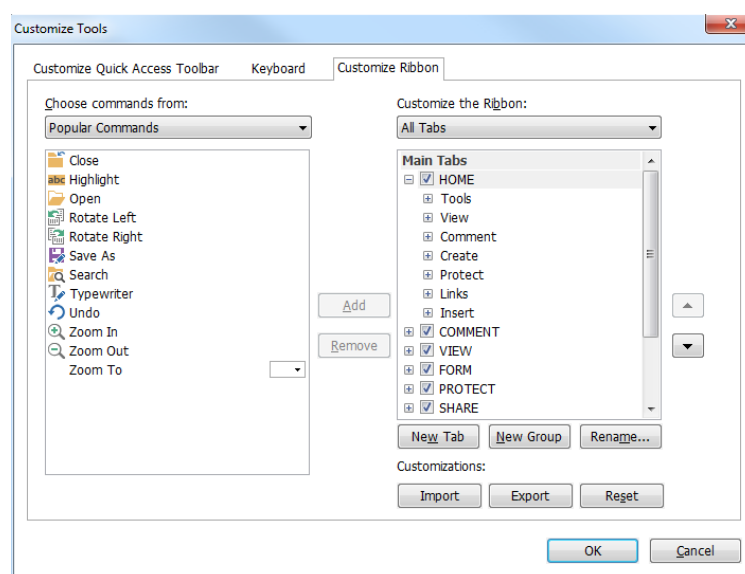 Customize Tools
Customize Quick Access Toolbar
Keyboard
Customize Ribbon
Choose commands from:
Popular Commands
Close
abc Highlight
Open
Rotate Left
Rotate Right
Save As
Search
Typewriter
Undo
Zoom In
Zoom Out
Zoom To
Add
Remove
Customize the Ribbon:
All Tabs
Main Tabs
HOME
Tools
View
Comment
Create
Protect
Links
Insert
COMMENT
VIEW
FORM
PROTECT
SHARE
New Tab
New Group
Rename...
Customizations:
Import
Export
Reset
OK
Cancel